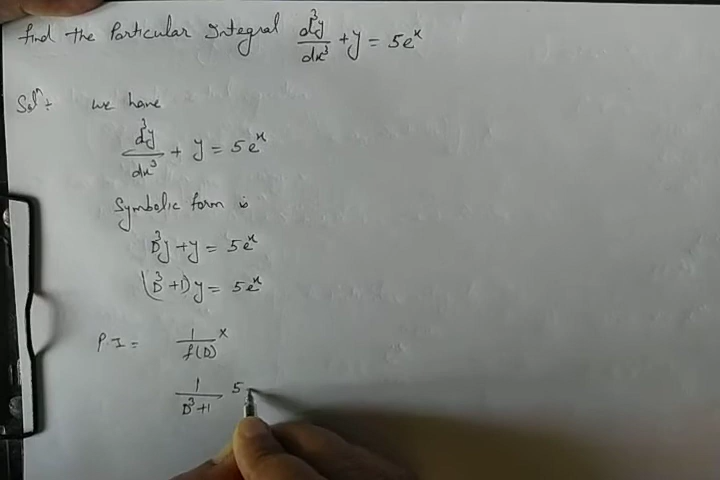 find the Particular Integral d³y/dx³ + y = 5eˣ
Solⁿ: we have
d³y/dx³ + y = 5eˣ
Symbolic form is
D³y + y = 5eˣ
(D³+1)y = 5eˣ
P.I = 1/f(D) x
1/D³+1 5